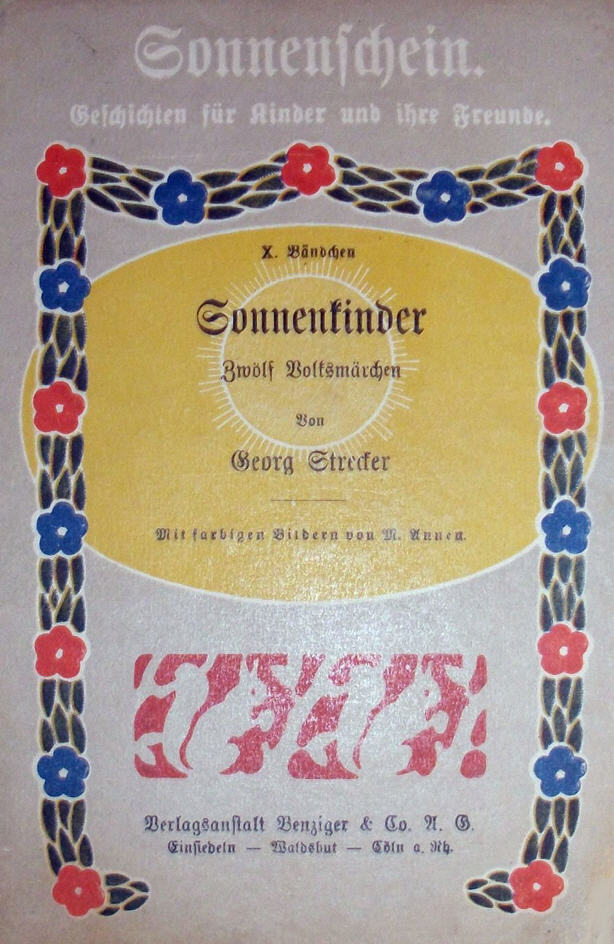 Sonnenschein.
Geschichten für Kinder und ihre Freunde.
X. Bändchen
Sonnenkinder
Zwölf Volksmärchen
Von
Georg Strecker
Mit farbigen Bildern von M. Annen.
Verlagsanstalt Benziger & Co. A. G.
Einsiedeln — Waldshut — Cöln a. Rh.